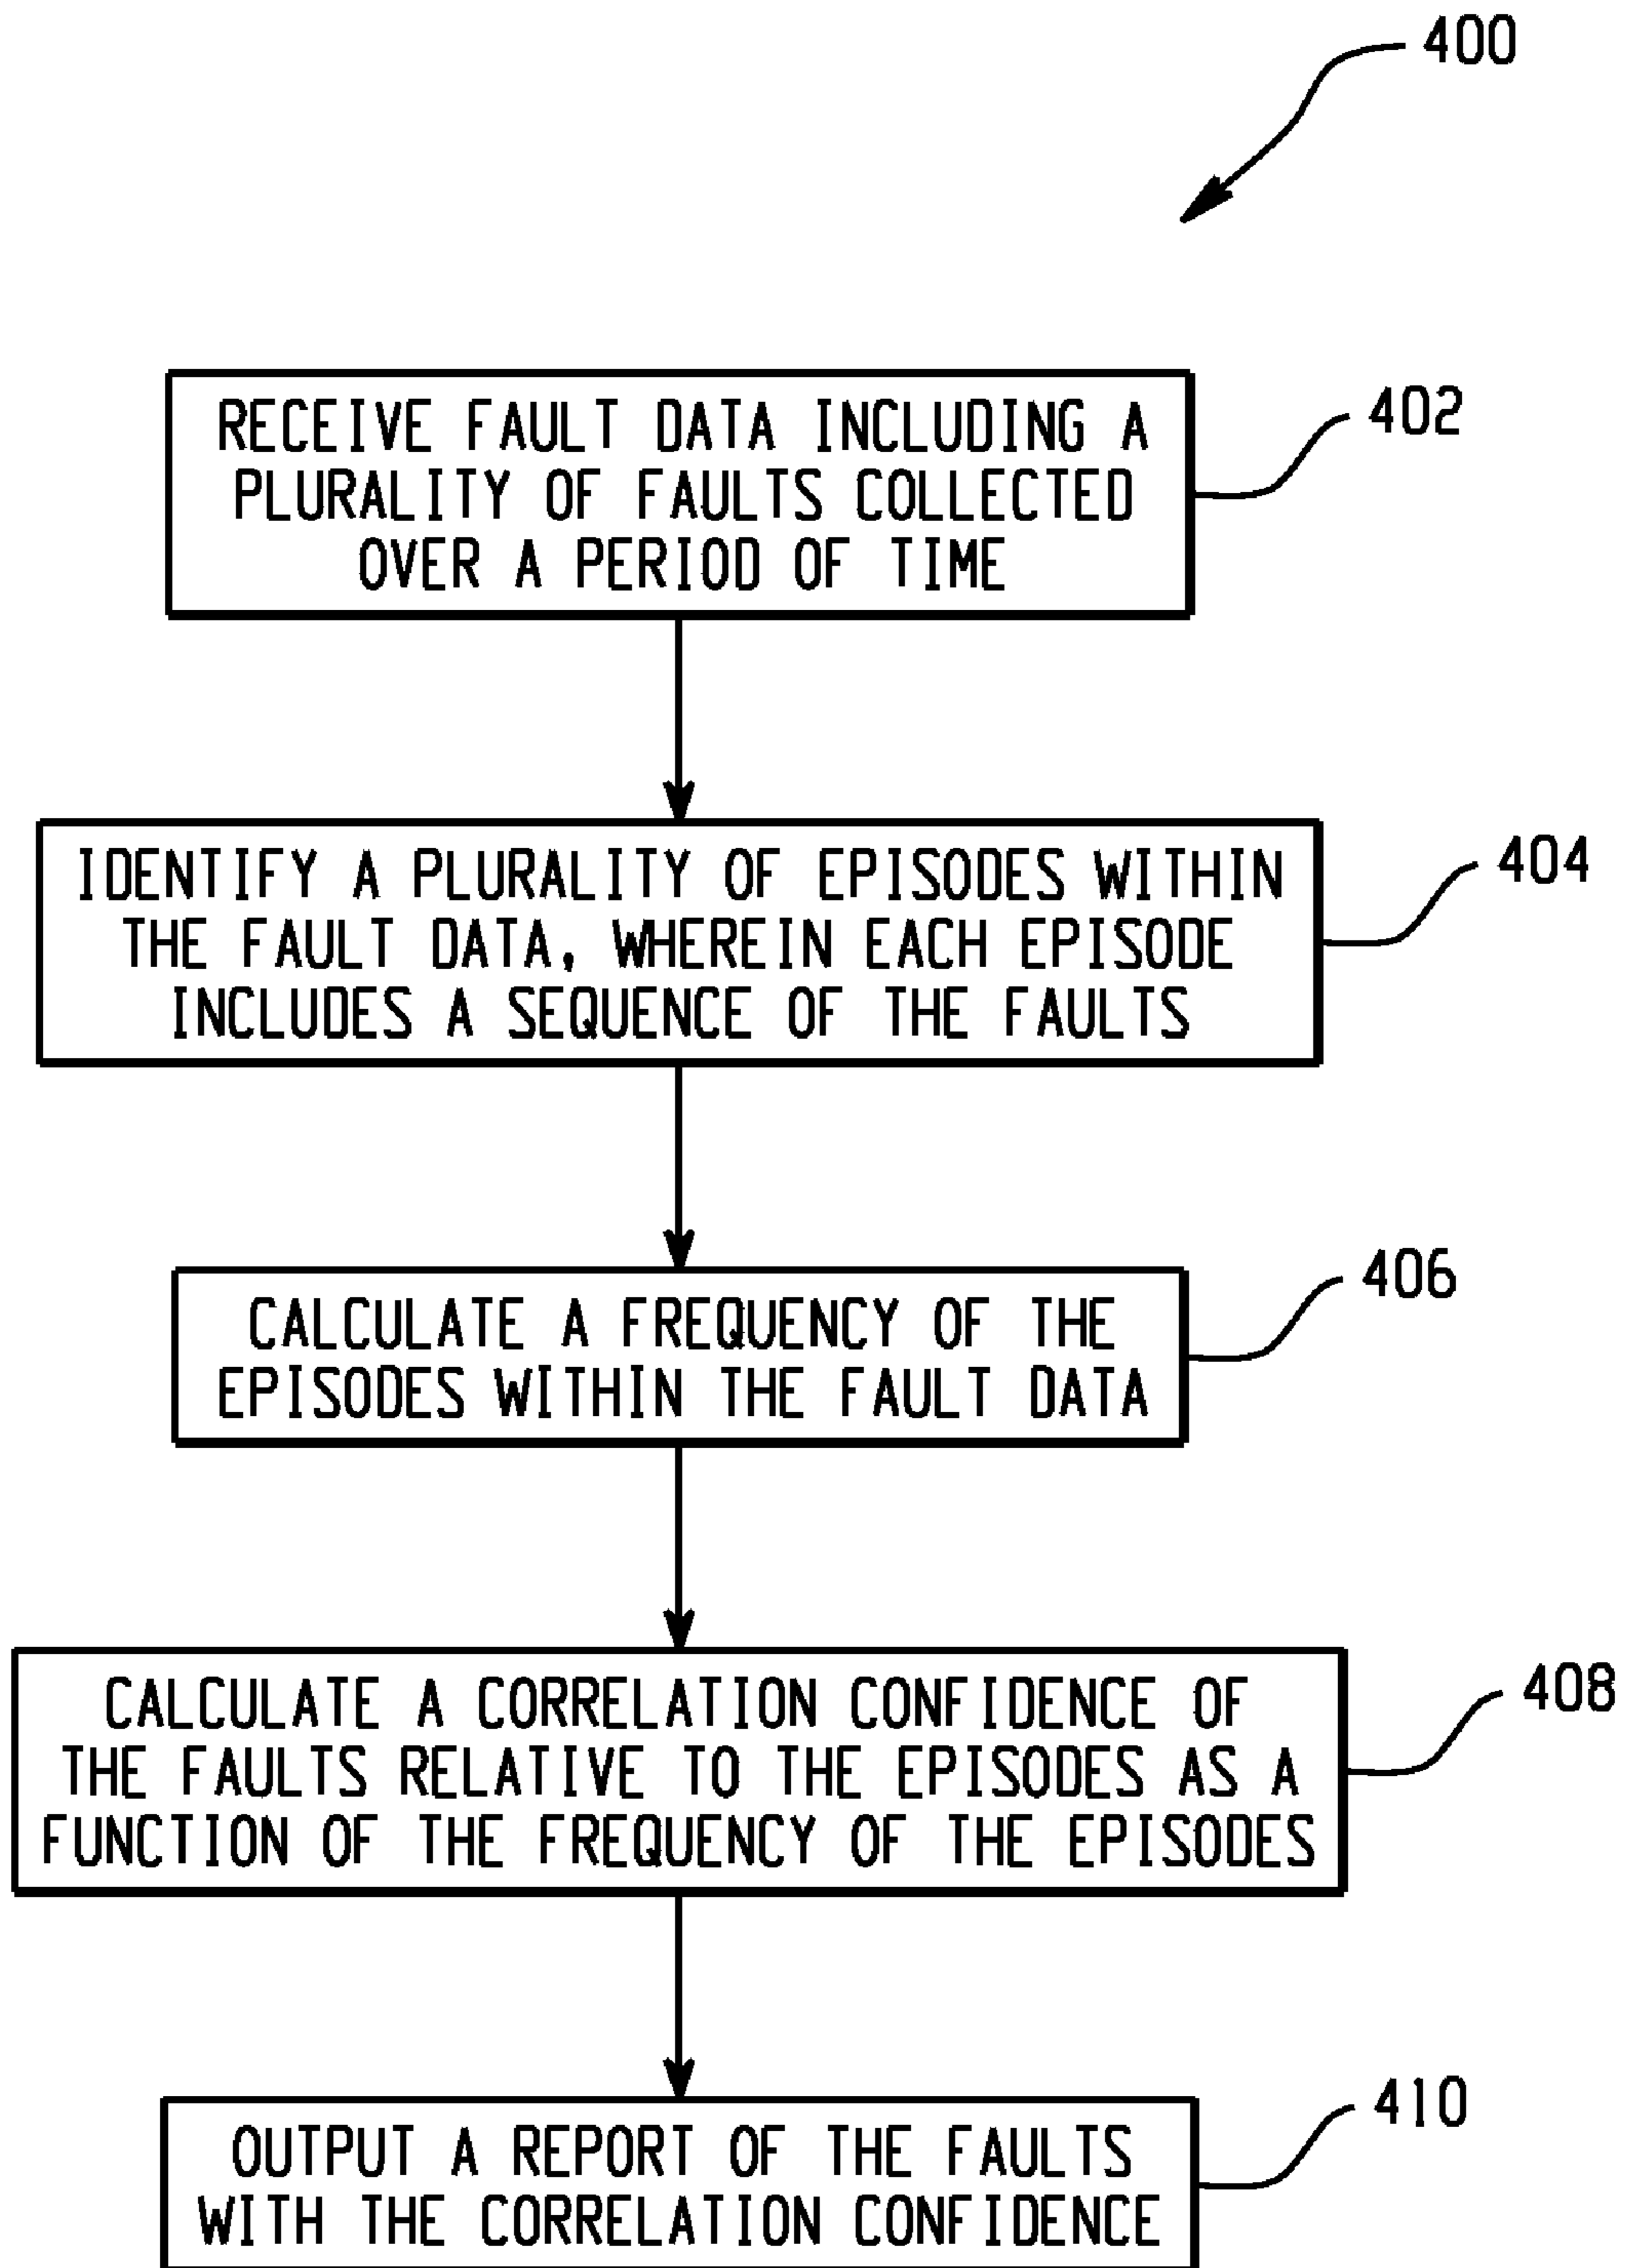 400
RECEIVE FAULT DATA INCLUDING A
PLURALITY OF FAULTS COLLECTED
OVER A PERIOD OF TIME
402
IDENTIFY A PLURALITY OF EPISODES WITHIN
THE FAULT DATA, WHEREIN EACH EPISODE
INCLUDES A SEQUENCE OF THE FAULTS
404
CALCULATE A FREQUENCY OF THE
EPISODES WITHIN THE FAULT DATA
406
CALCULATE A CORRELATION CONFIDENCE OF
THE FAULTS RELATIVE TO THE EPISODES AS A
FUNCTION OF THE FREQUENCY OF THE EPISODES
408
OUTPUT A REPORT OF THE FAULTS
WITH THE CORRELATION CONFIDENCE
410